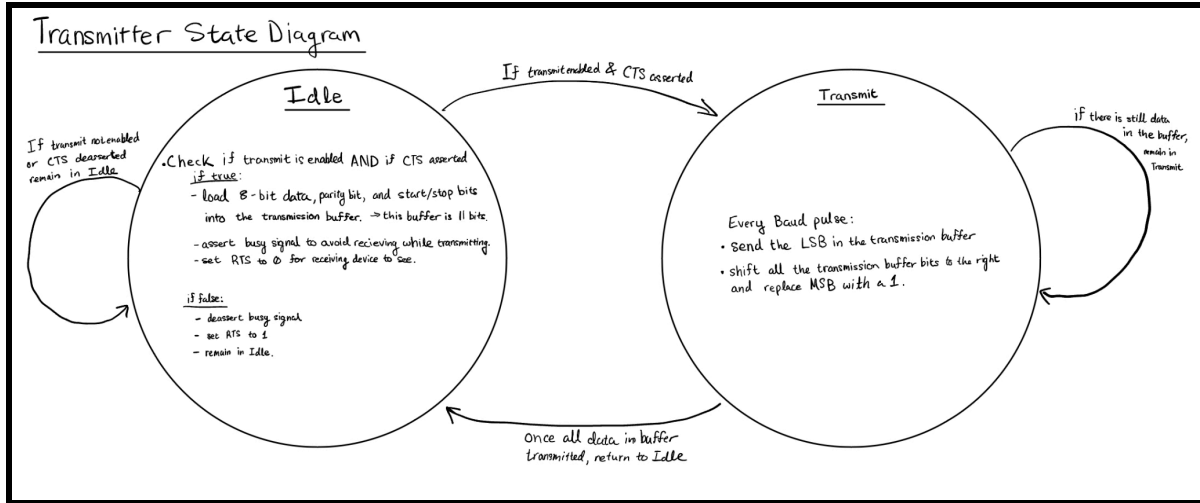 Transmitter State Diagram
If transmit enabled & CTS asserted
Idle
Transmit
If transmit not enabled
or CTS deasserted
remain in Idle
if there is still data
in the buffer,
remain in
Transmit.
•Check if transmit is enabled AND if CTS asserted
if true:
- load 8-bit data, parity bit, and start/stop bits
into the transmission buffer. → this buffer is 11 bits.
- assert busy signal to avoid recieving while transmitting.
- set RTS to 0 for receiving device to see.
if false:
- deassert busy signal
- set RTS to 1
- remain in Idle.
Every Baud pulse:
• send the LSB in the transmission buffer
• shift all the transmission buffer bits to the right
and replace MSB with a 1.
once all data in buffer
transmitted, return to Idle